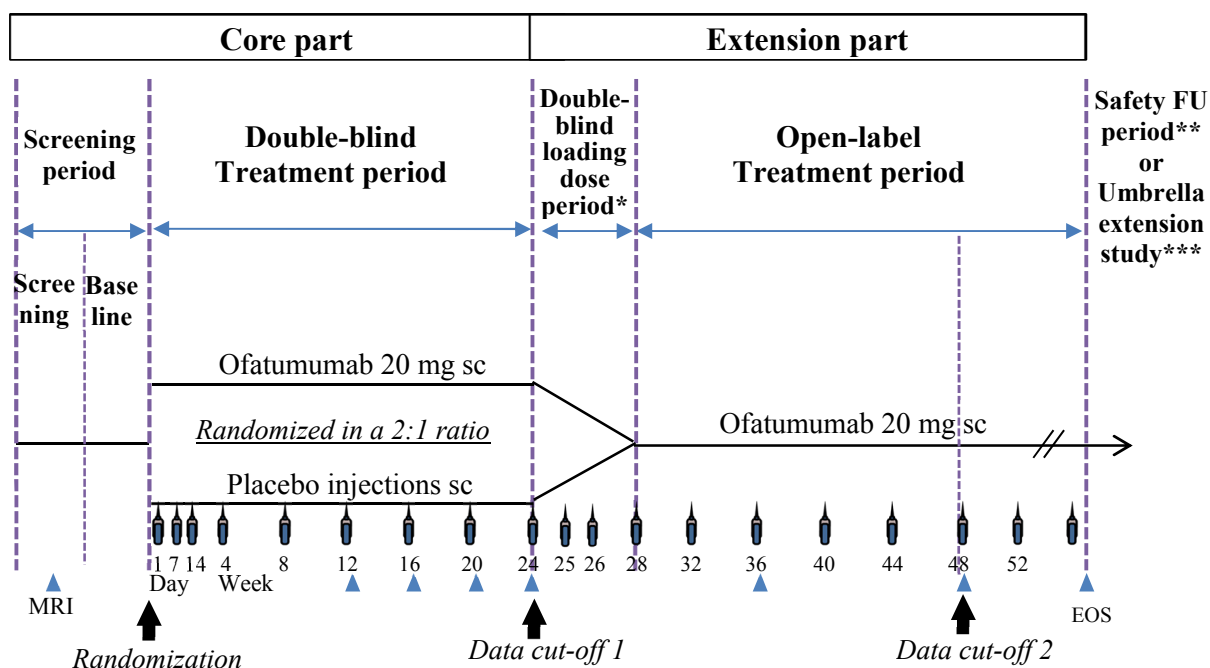 Core part
Extension part
Screening
period
Double-blind
Treatment period
Double-
blind
loading
dose
period*
Open-label
Treatment period
Safety FU
period**
or
Umbrella
extension
study***
Scree
ning
Base
line
Ofatumumab 20 mg sc
Randomized in a 2:1 ratio
Placebo injections sc
Ofatumumab 20 mg sc
1 7 14 4 8 12 16 20 24 25 26 28 32 36 40 44 48 52
Day Week
MRI
EOS
Randomization
Data cut-off 1
Data cut-off 2